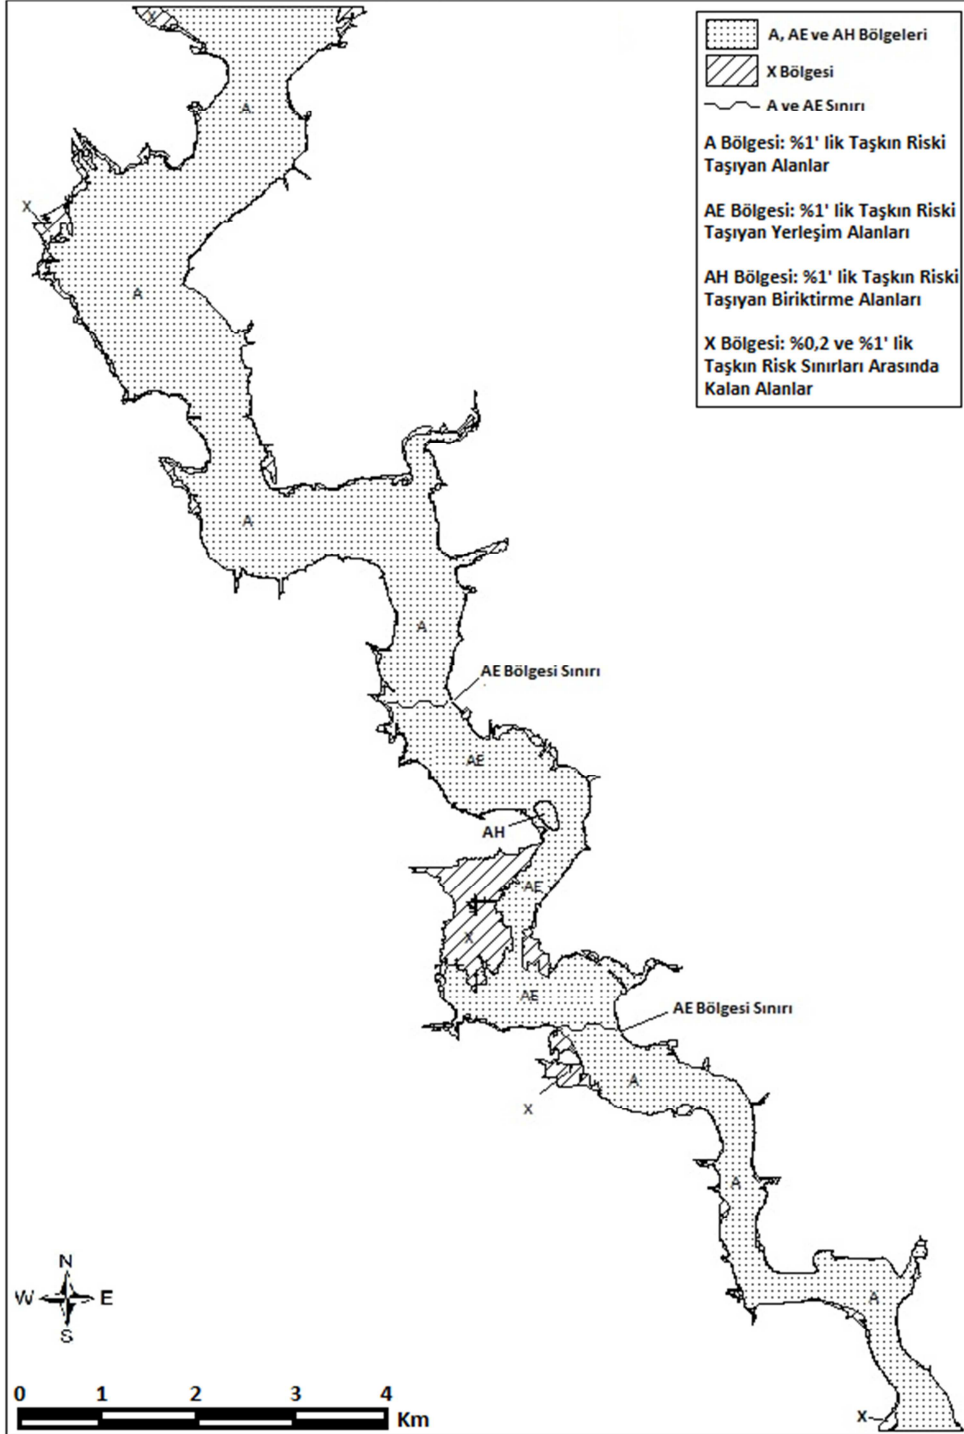 A, AE ve AH Bölgeleri
X Bölgesi
A ve AE Sınırı
A Bölgesi: %1' lik Taşkın Riski
Taşıyan Alanlar
AE Bölgesi: %1' lik Taşkın Riski
Taşıyan Yerleşim Alanları
AH Bölgesi: %1' lik Taşkın Riski
Taşıyan Biriktirme Alanları
X Bölgesi: %0,2 ve %1' lik
Taşkın Risk Sınırları Arasında
Kalan Alanlar
X
A
X
A
A
A
AE Bölgesi Sınırı
AE
AH
AE
X
AE
AE Bölgesi Sınırı
A
X
A
A
X
N
W E
S
0 1 2 3 4
Km